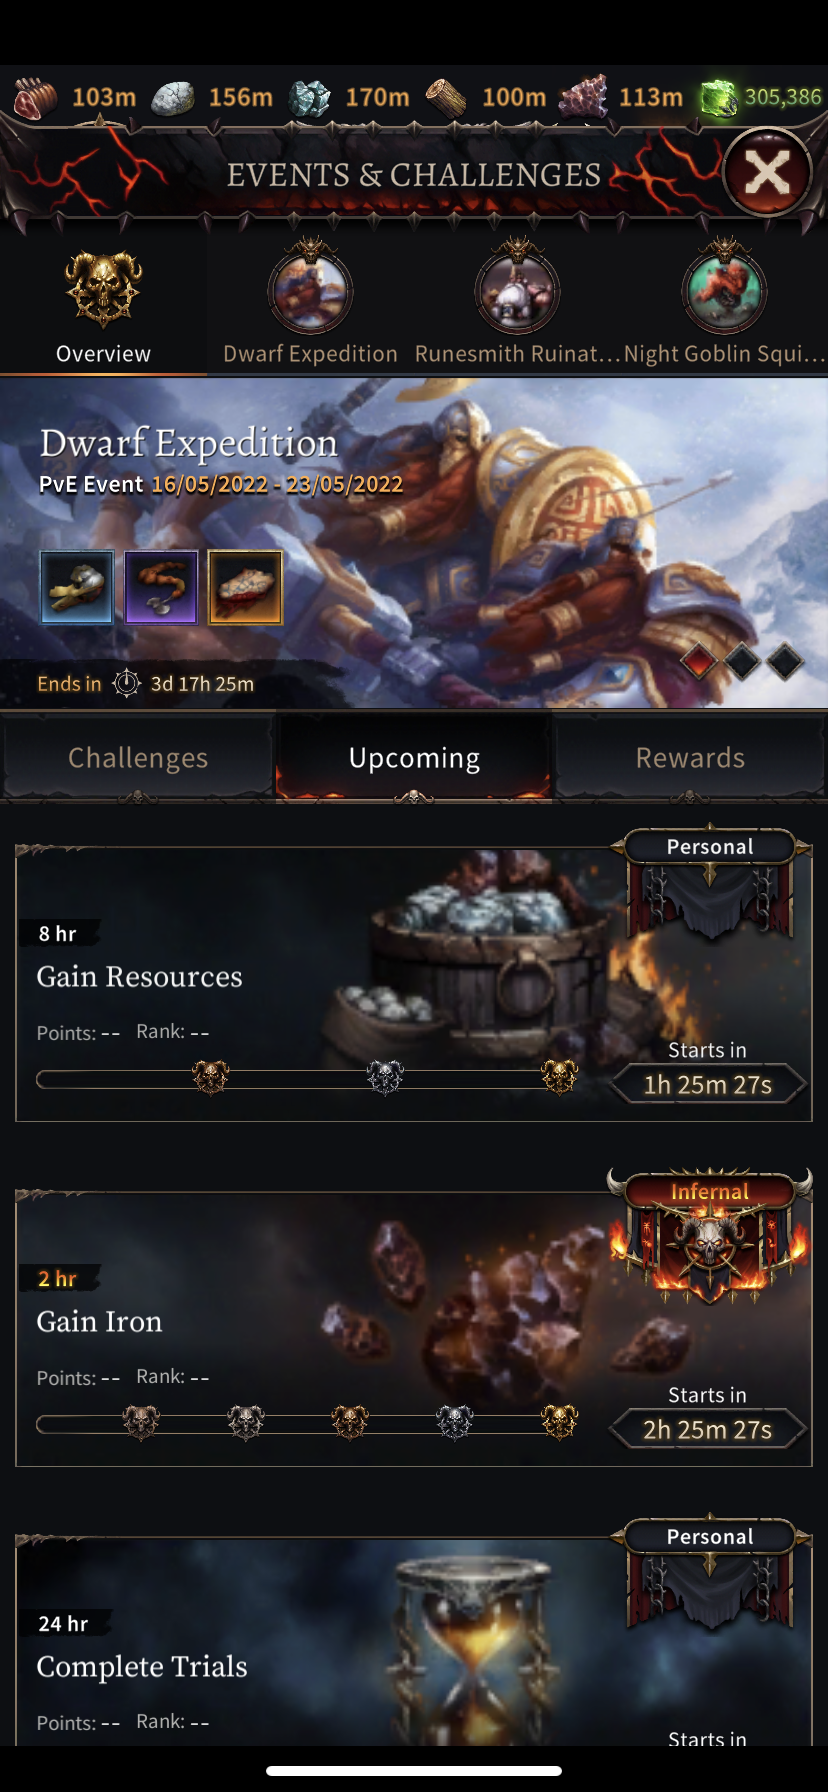 103m 156m 170m 100m 113m 305,386
EVENTS & CHALLENGES
Overview Dwarf Expedition Runesmith Ruinat... Night Goblin Squi...
Dwarf Expedition
PvE Event 16/05/2022 - 23/05/2022
Ends in 3d 17h 25m
Challenges Upcoming Rewards
Personal
8 hr
Gain Resources
Points: -- Rank: --
Starts in
1h 25m 27s
Infernal
2 hr
Gain Iron
Points: -- Rank: --
Starts in
2h 25m 27s
Personal
24 hr
Complete Trials
Points: -- Rank: --
Starts in